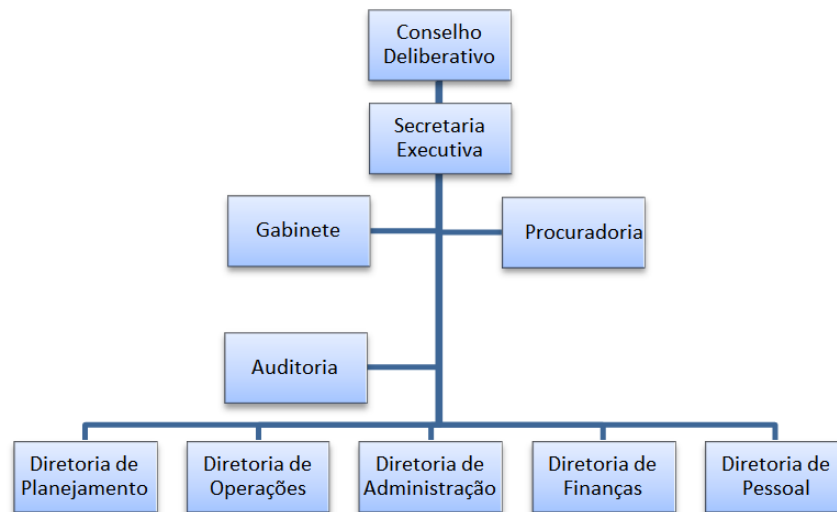 Conselho
Deliberativo
Secretaria
Executiva
Gabinete
Procuradoria
Auditoria
Diretoria de
Planejamento
Diretoria de
Operações
Diretoria de
Administração
Diretoria de
Finanças
Diretoria de
Pessoal